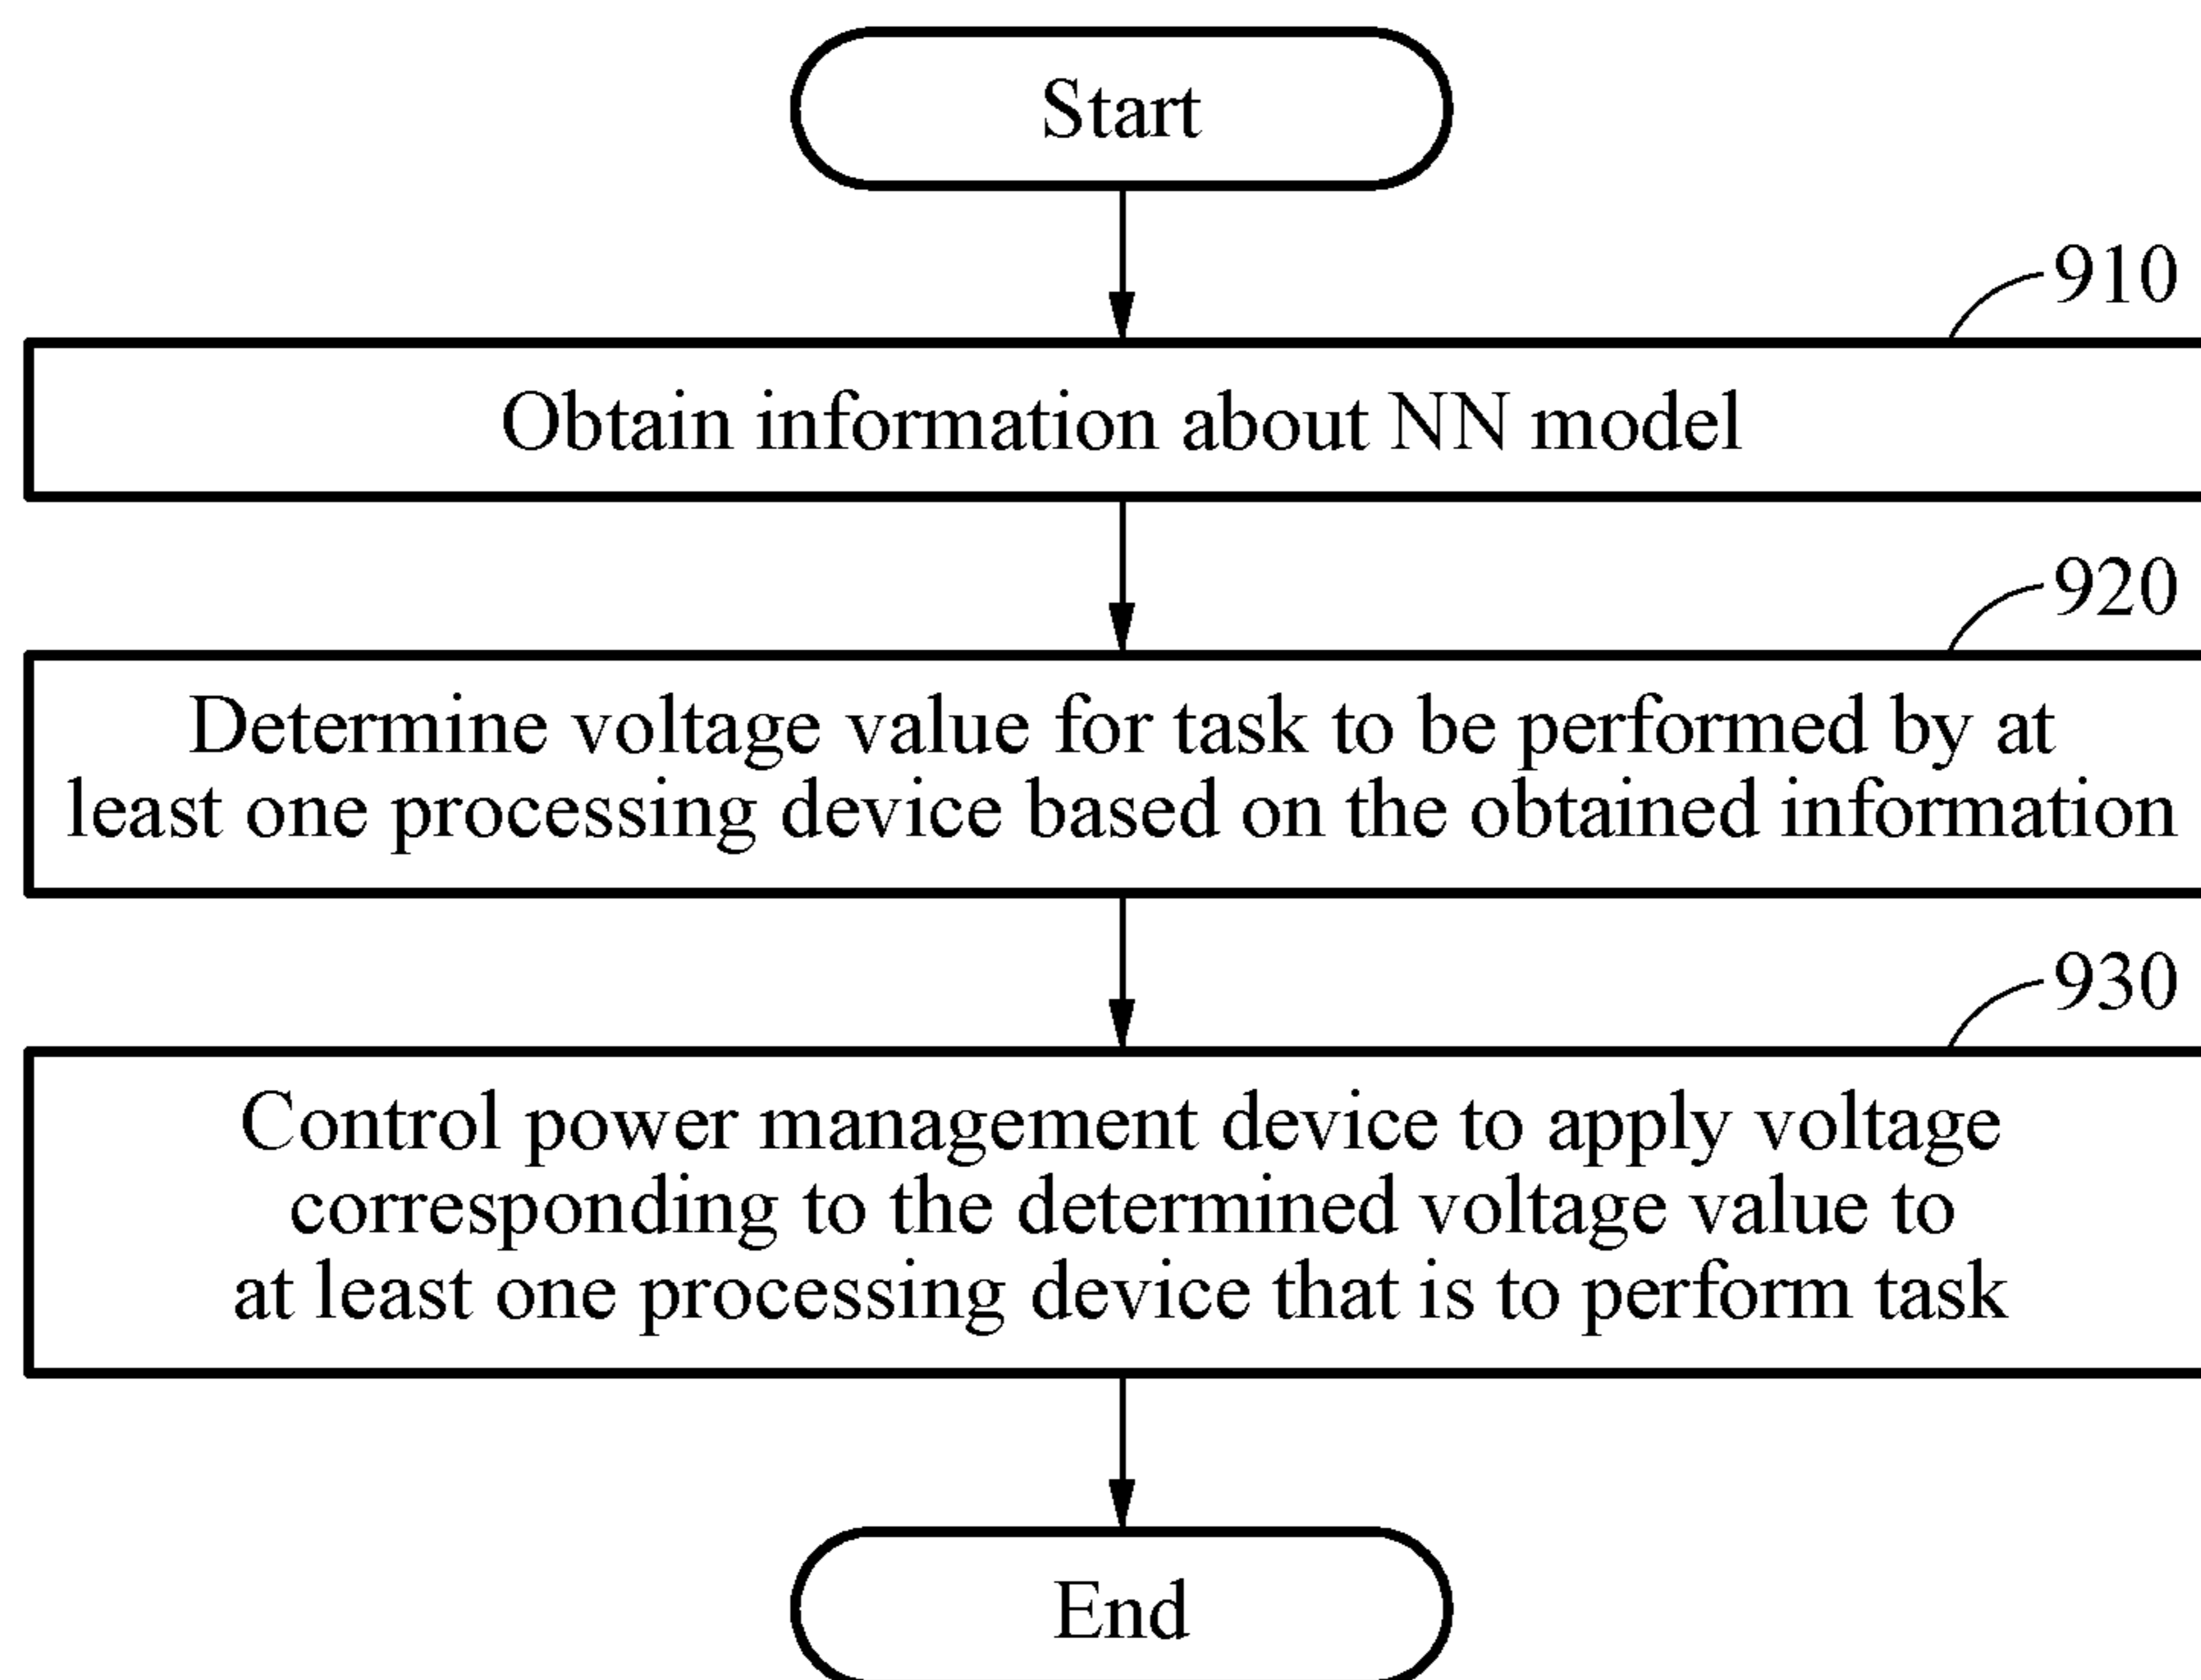 Start
910
Obtain information about NN model
920
Determine voltage value for task to be performed by at
least one processing device based on the obtained information
930
Control power management device to apply voltage
corresponding to the determined voltage value to
at least one processing device that is to perform task
End